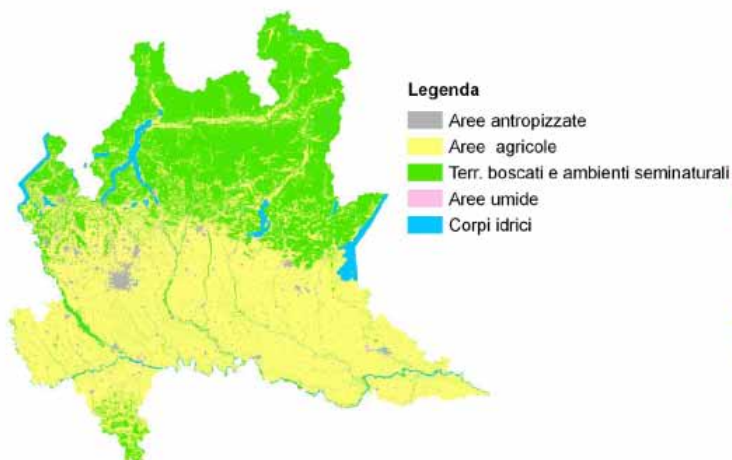 Legenda
Aree antropizzate
Aree agricole
Terr. boscati e ambienti seminaturali
Aree umide
Corpi idrici